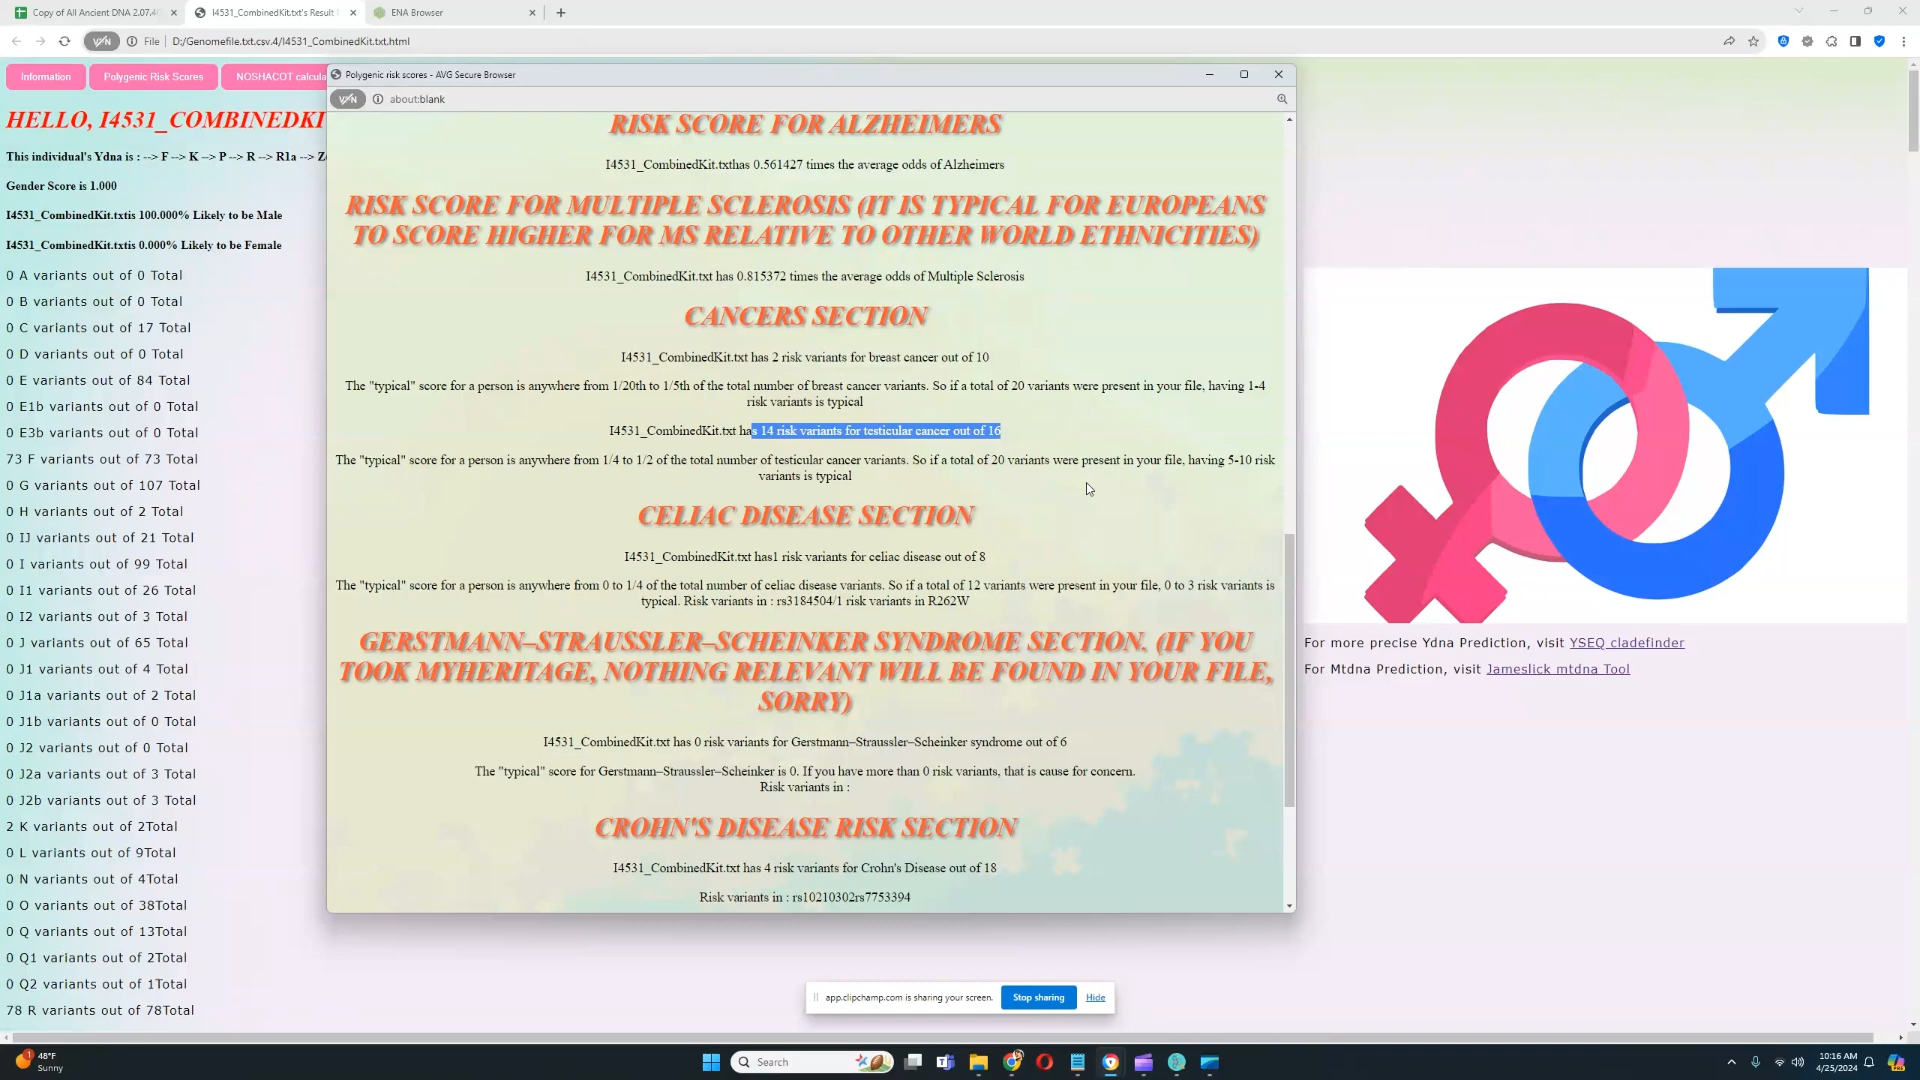 Copy of All Ancient DNA 2.07.4
I4531_CombinedKit.txt's Result
ENA Browser
VPN
File
D:/Genomefile.txt.csv.4/I4531_CombinedKit.txt.html
Information
Polygenic Risk Scores
NOSHACOT calcula
HELLO, I4531_COMBINEDKI
This individual's Ydna is : --> F --> K --> P --> R --> R1a --> Z
Gender Score is 1.000
I4531_CombinedKit.txtis 100.000% Likely to be Male
I4531_CombinedKit.txtis 0.000% Likely to be Female
0 A variants out of 0 Total
0 B variants out of 0 Total
0 C variants out of 17 Total
0 D variants out of 0 Total
0 E variants out of 84 Total
0 E1b variants out of 0 Total
0 E3b variants out of 0 Total
73 F variants out of 73 Total
0 G variants out of 107 Total
0 H variants out of 2 Total
0 IJ variants out of 21 Total
0 I variants out of 99 Total
0 I1 variants out of 26 Total
0 I2 variants out of 3 Total
0 J variants out of 65 Total
0 J1 variants out of 4 Total
0 J1a variants out of 2 Total
0 J1b variants out of 0 Total
0 J2 variants out of 0 Total
0 J2a variants out of 3 Total
0 J2b variants out of 3 Total
2 K variants out of 2Total
0 L variants out of 9Total
0 N variants out of 4Total
0 O variants out of 38Total
0 Q variants out of 13Total
0 Q1 variants out of 2Total
0 Q2 variants out of 1Total
78 R variants out of 78Total
Polygenic risk scores - AVG Secure Browser
VPN
about:blank
RISK SCORE FOR ALZHEIMERS
I4531_CombinedKit.txthas 0.561427 times the average odds of Alzheimers
RISK SCORE FOR MULTIPLE SCLEROSIS (IT IS TYPICAL FOR EUROPEANS
TO SCORE HIGHER FOR MS RELATIVE TO OTHER WORLD ETHNICITIES)
I4531_CombinedKit.txt has 0.815372 times the average odds of Multiple Sclerosis
CANCERS SECTION
I4531_CombinedKit.txt has 2 risk variants for breast cancer out of 10
The "typical" score for a person is anywhere from 1/20th to 1/5th of the total number of breast cancer variants. So if a total of 20 variants were present in your file, having 1-4
risk variants is typical
I4531_CombinedKit.txt has 14 risk variants for testicular cancer out of 16
The "typical" score for a person is anywhere from 1/4 to 1/2 of the total number of testicular cancer variants. So if a total of 20 variants were present in your file, having 5-10 risk
variants is typical
CELIAC DISEASE SECTION
I4531_CombinedKit.txt has1 risk variants for celiac disease out of 8
The "typical" score for a person is anywhere from 0 to 1/4 of the total number of celiac disease variants. So if a total of 12 variants were present in your file, 0 to 3 risk variants is
typical. Risk variants in : rs3184504/1 risk variants in R262W
GERSTMANN–STRAUSSLER–SCHEINKER SYNDROME SECTION. (IF YOU
TOOK MYHERITAGE, NOTHING RELEVANT WILL BE FOUND IN YOUR FILE,
SORRY)
I4531_CombinedKit.txt has 0 risk variants for Gerstmann–Straussler–Scheinker syndrome out of 6
The "typical" score for Gerstmann–Straussler–Scheinker is 0. If you have more than 0 risk variants, that is cause for concern.
Risk variants in :
CROHN'S DISEASE RISK SECTION
I4531_CombinedKit.txt has 4 risk variants for Crohn's Disease out of 18
Risk variants in : rs10210302rs7753394
For more precise Ydna Prediction, visit YSEQ cladefinder
For Mtdna Prediction, visit Jameslick mtdna Tool
app.clipchamp.com is sharing your screen.
Stop sharing
Hide
1
48°F
Sunny
Search
10:16 AM
4/25/2024